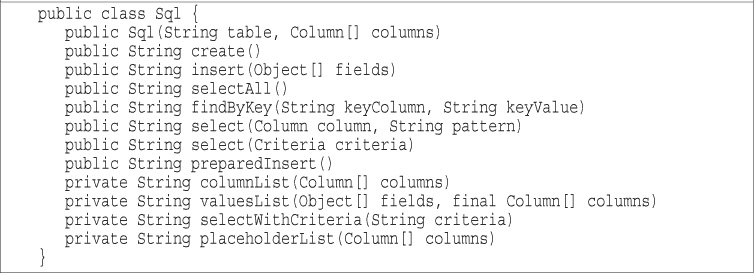 public class Sql {
public Sql(String table, Column[] columns)
public String create()
public String insert(Object[] fields)
public String selectAll()
public String findByKey(String keyColumn, String keyValue)
public String select(Column column, String pattern)
public String select(Criteria criteria)
public String preparedInsert()
private String columnList(Column[] columns)
private String valuesList(Object[] fields, final Column[] columns)
private String selectWithCriteria(String criteria)
private String placeholderList(Column[] columns)
}